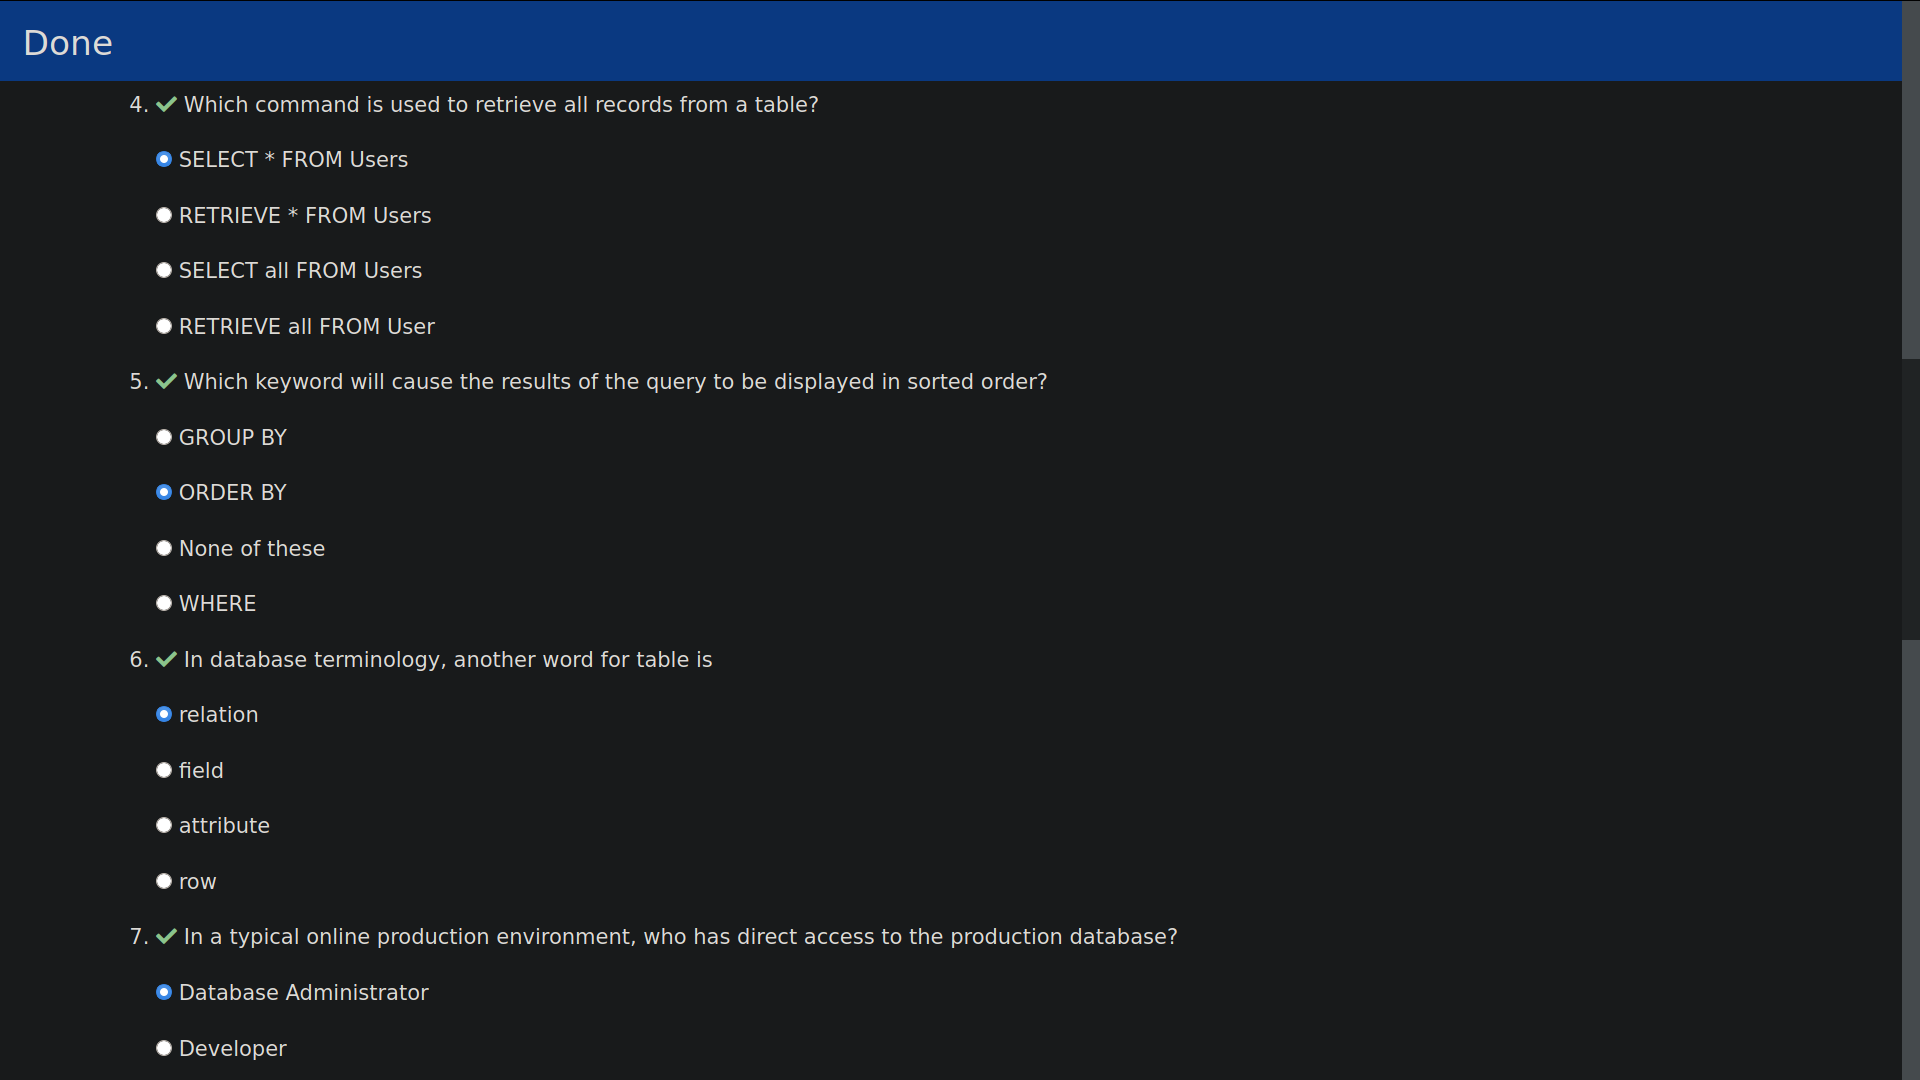 Done
4. Which command is used to retrieve all records from a table?
SELECT * FROM Users
RETRIEVE * FROM Users
SELECT all FROM Users
RETRIEVE all FROM User
5. Which keyword will cause the results of the query to be displayed in sorted order?
GROUP BY
ORDER BY
None of these
WHERE
6. In database terminology, another word for table is
relation
field
attribute
row
7. In a typical online production environment, who has direct access to the production database?
Database Administrator
Developer